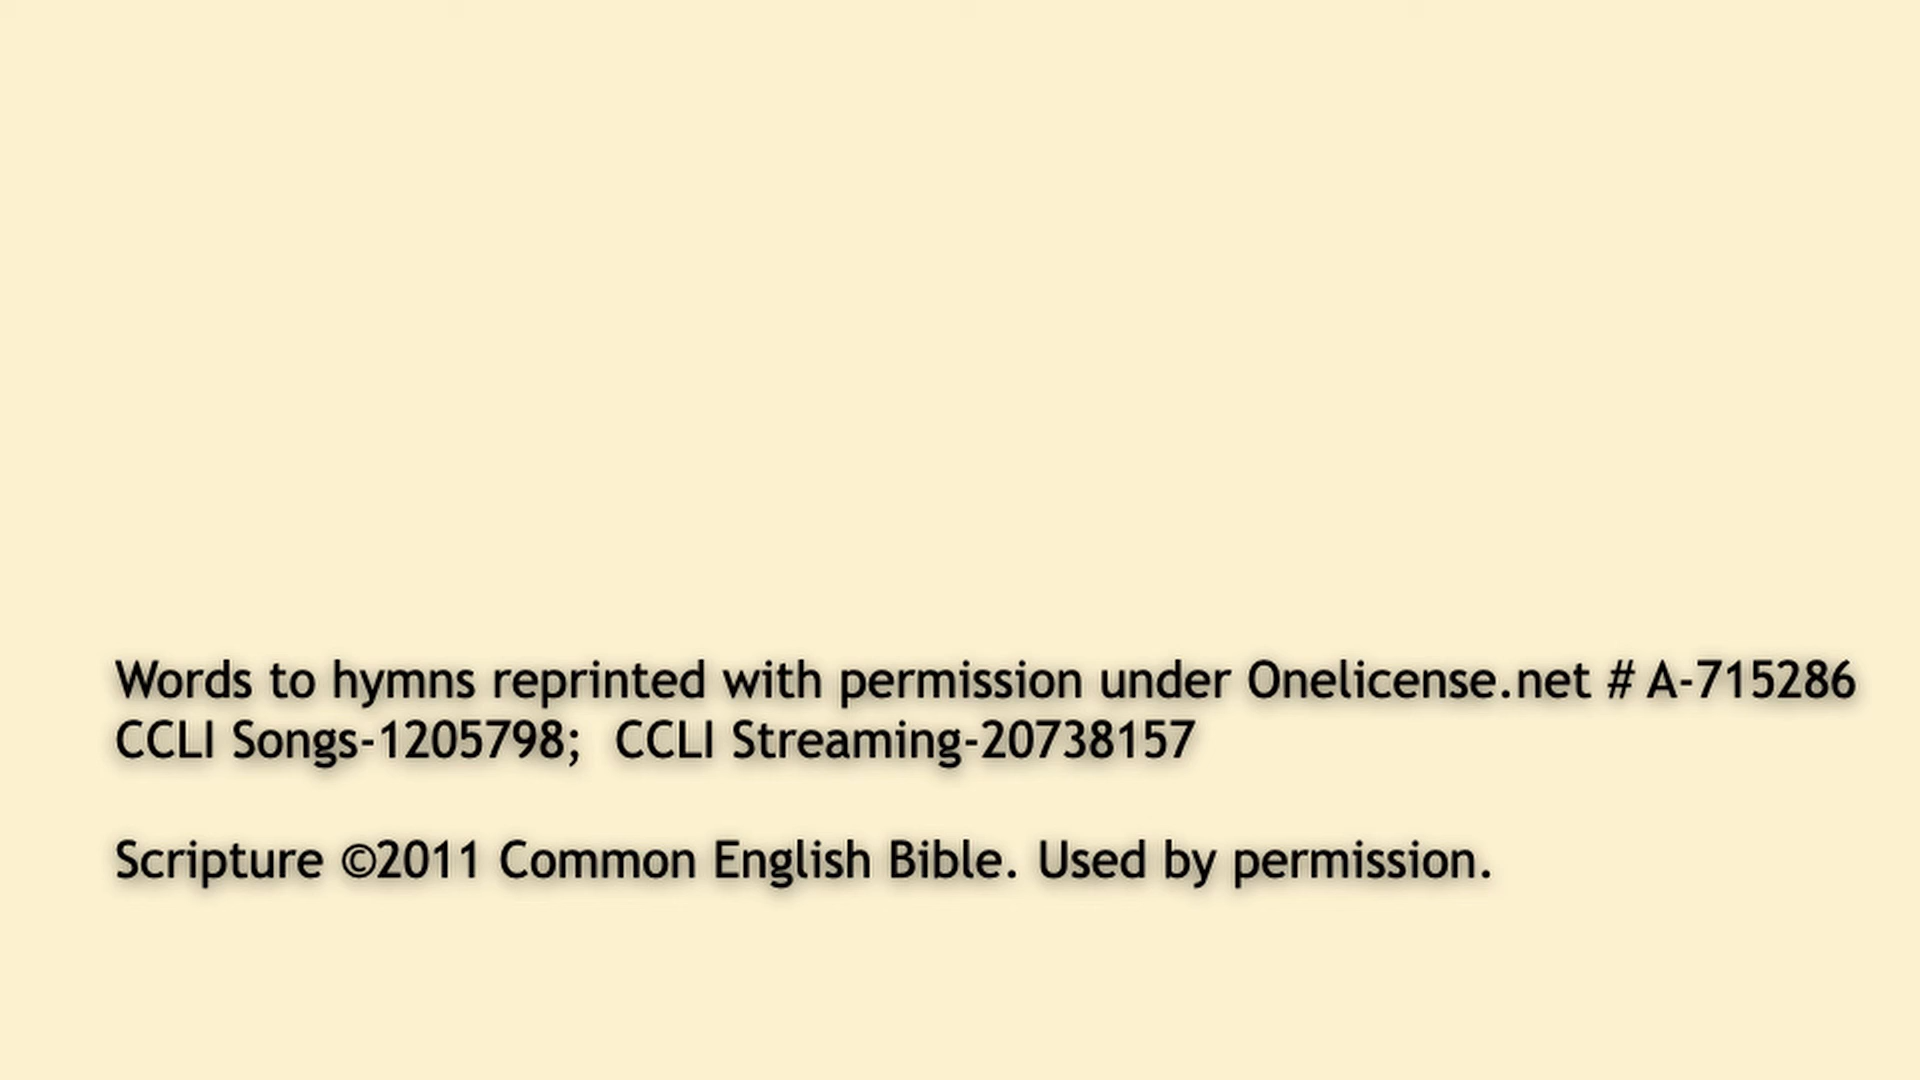 Words to hymns reprinted with permission under Onelicense.net # A-715286
CCLI Songs-1205798;  CCLI Streaming-20738157
Scripture ©2011 Common English Bible. Used by permission.